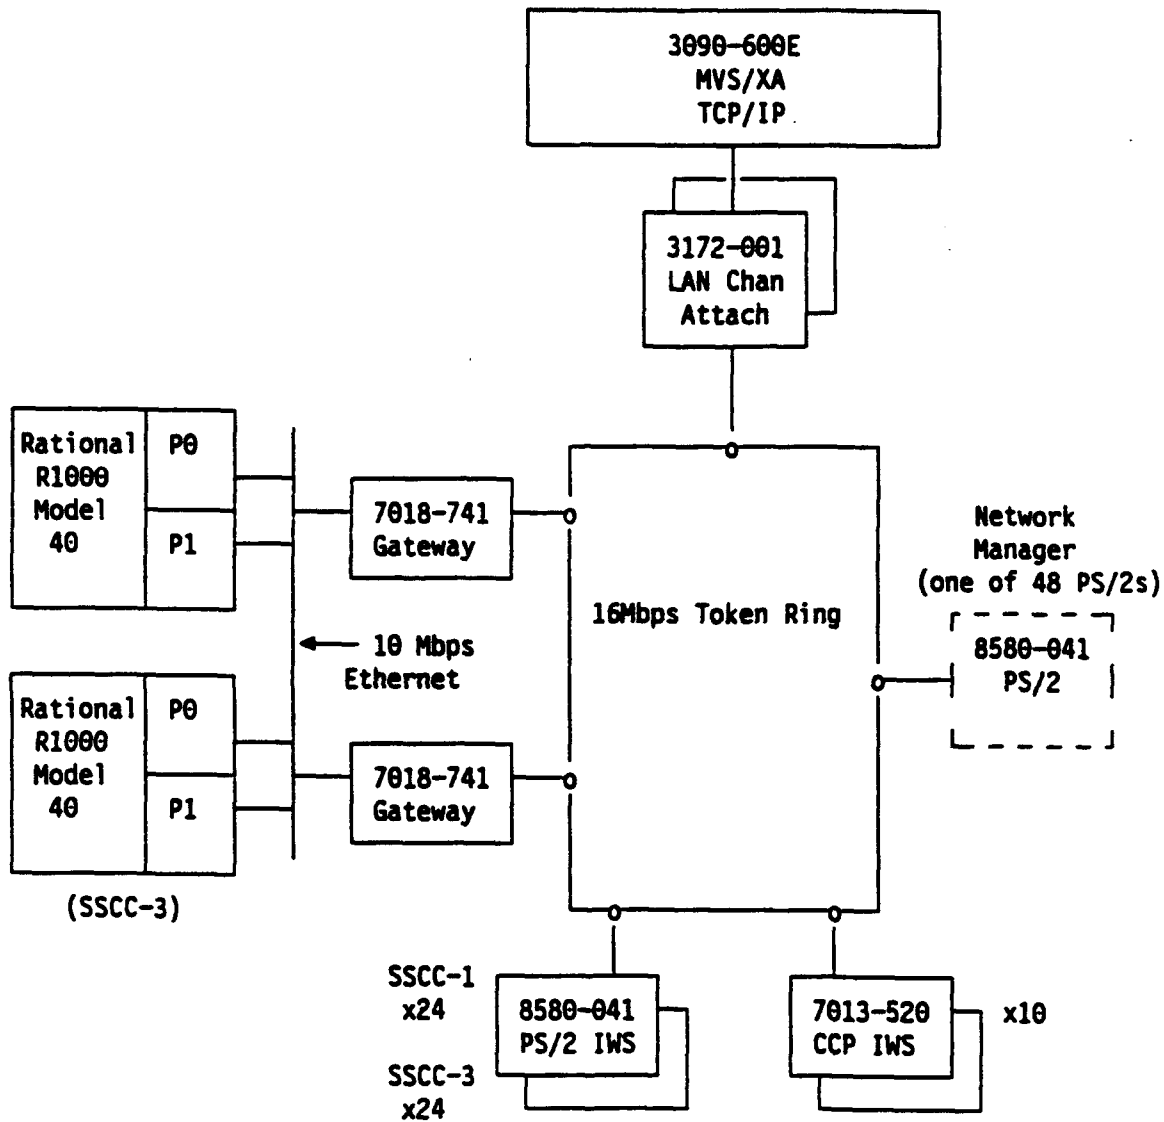 3090-600E
MVS/XA
TCP/IP
3172-001
LAN Chan
Attach
Rational
R1000
Model
40
P0
P1
7018-741
Gateway
10 Mbps
Ethernet
16Mbps Token Ring
Network
Manager
(one of 48 PS/2s)
8580-041
PS/2
Rational
R1000
Model
40
P0
P1
7018-741
Gateway
(SSCC-3)
SSCC-1
x24
SSCC-3
x24
8580-041
PS/2 IWS
7013-520
CCP IWS
x10